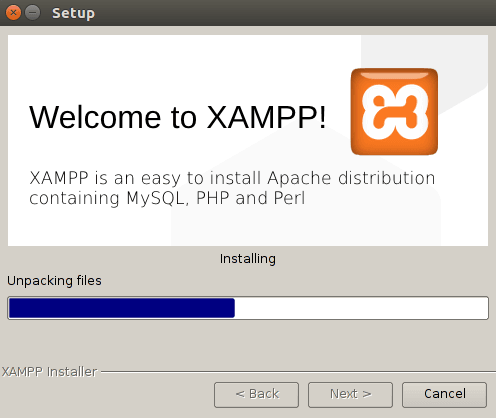 Setup
Welcome to XAMPP!
XAMPP is an easy to install Apache distribution
containing MySQL, PHP and Perl
Installing
Unpacking files
XAMPP Installer
< Back
Next >
Cancel